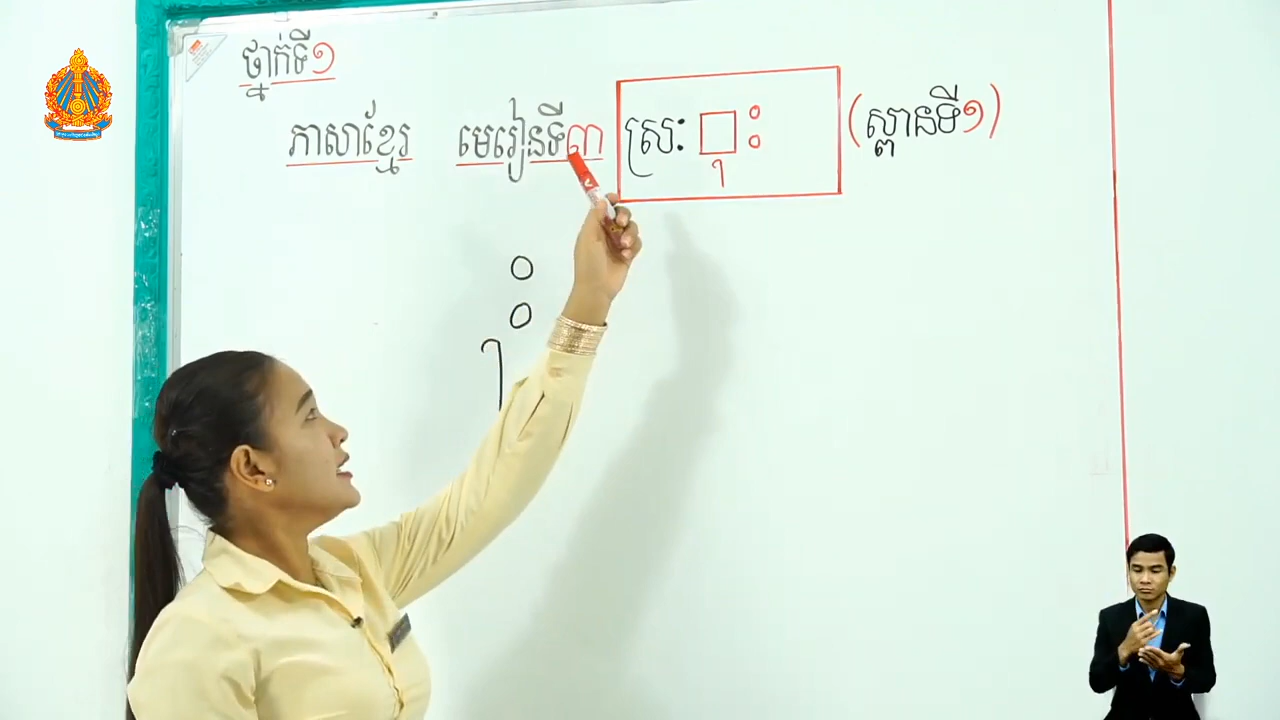 ថ្នាក់ទី១
ភាសាខ្មែរ មេរៀនទី៣ ស្រៈ ុះ (ស្ពានទី១)
ុះ